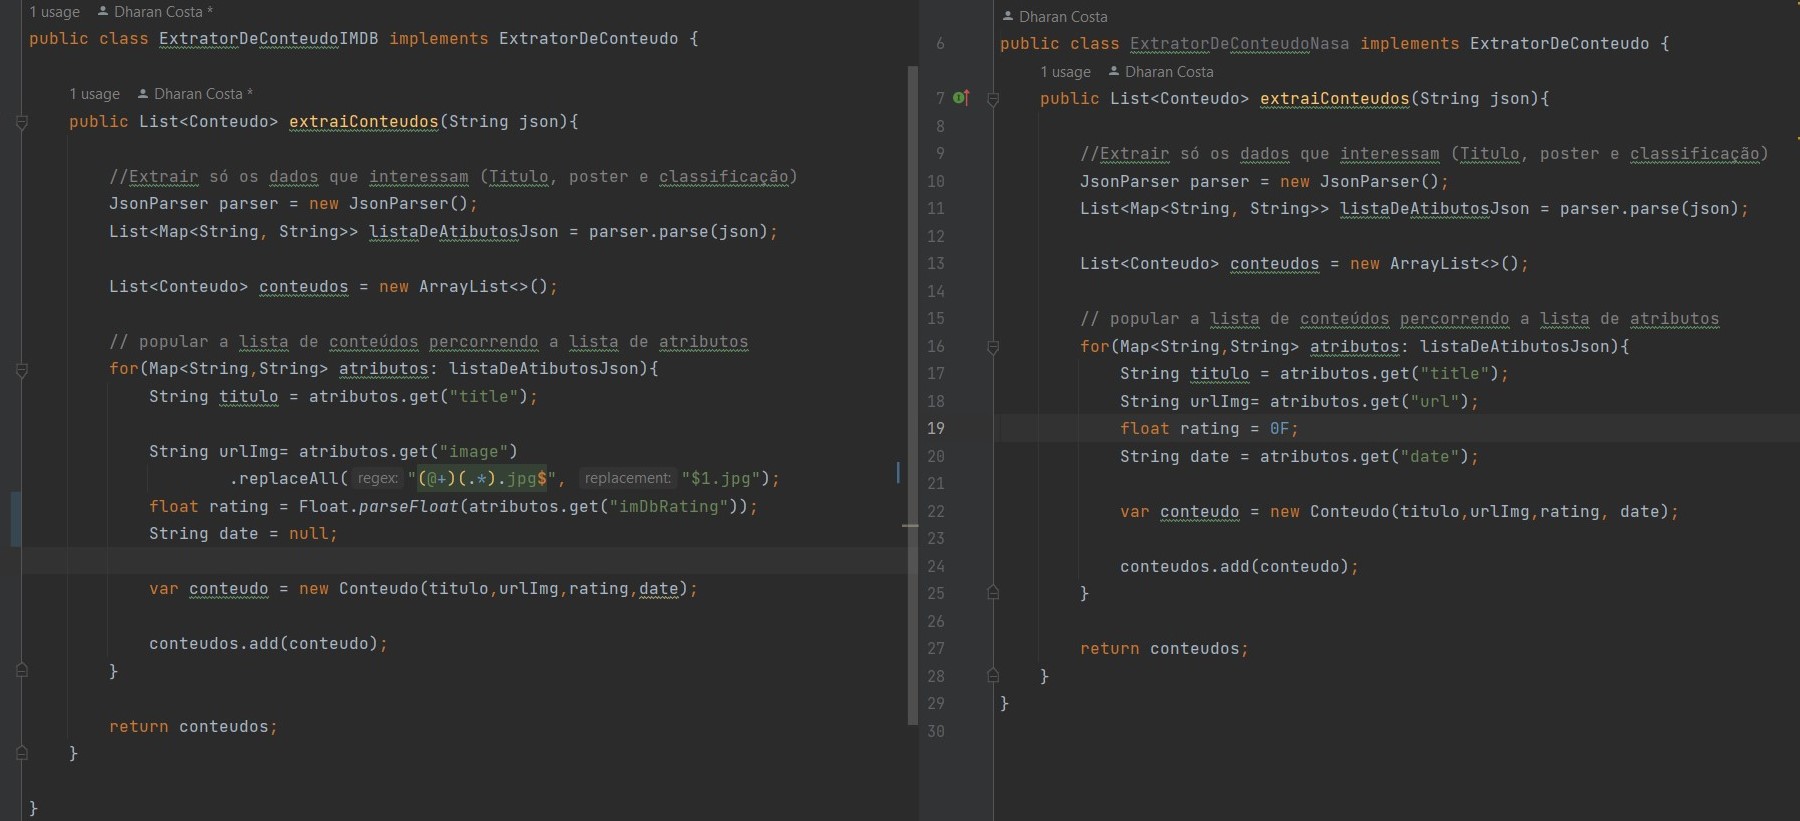 1 usage Dharan Costa *
public class ExtratorDeConteudoIMDB implements ExtratorDeConteudo {
1 usage Dharan Costa *
public List<Conteudo> extraiConteudos(String json){
//Extrair só os dados que interessam (Titulo, poster e classificação)
JsonParser parser = new JsonParser();
List<Map<String, String>> listaDeAtibutosJson = parser.parse(json);
List<Conteudo> conteudos = new ArrayList<>();
// popular a lista de conteúdos percorrendo a lista de atributos
for(Map<String,String> atributos: listaDeAtibutosJson){
String titulo = atributos.get("title");
String urlImg= atributos.get("image")
.replaceAll( regex: "(@+)(.*).jpg$", replacement: "$1.jpg");
float rating = Float.parseFloat(atributos.get("imDbRating"));
String date = null;
var conteudo = new Conteudo(titulo,urlImg,rating,date);
conteudos.add(conteudo);
}
return conteudos;
}
}
Dharan Costa
6 public class ExtratorDeConteudoNasa implements ExtratorDeConteudo {
1 usage Dharan Costa
7 public List<Conteudo> extraiConteudos(String json){
8
9 //Extrair só os dados que interessam (Titulo, poster e classificação)
10 JsonParser parser = new JsonParser();
11 List<Map<String, String>> listaDeAtibutosJson = parser.parse(json);
12
13 List<Conteudo> conteudos = new ArrayList<>();
14
15 // popular a lista de conteúdos percorrendo a lista de atributos
16 for(Map<String,String> atributos: listaDeAtibutosJson){
17 String titulo = atributos.get("title");
18 String urlImg= atributos.get("url");
19 float rating = 0F;
20 String date = atributos.get("date");
21
22 var conteudo = new Conteudo(titulo,urlImg,rating, date);
23
24 conteudos.add(conteudo);
25 }
26
27 return conteudos;
28 }
29 }
30